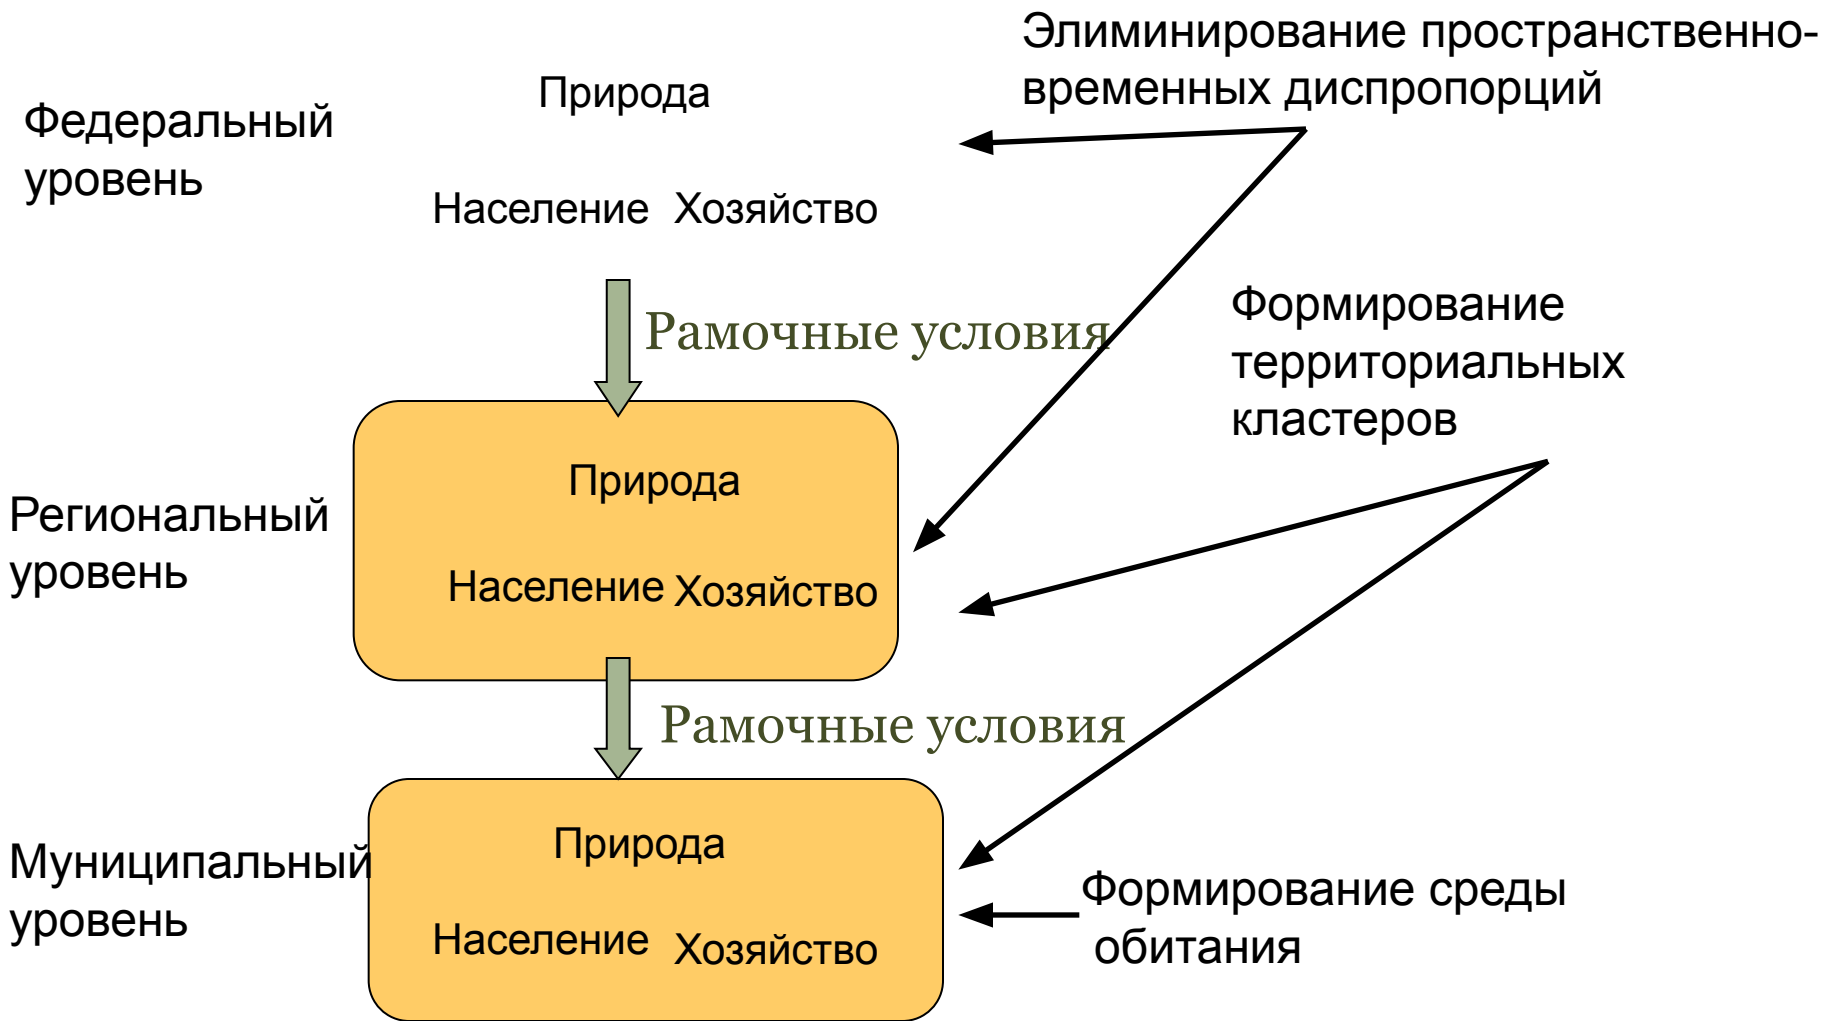 Элиминирование пространственно-
временных диспропорций
Природа
Федеральный
уровень
Население Хозяйство
Рамочные условия
Формирование
территориальных
кластеров
Природа
Региональный
уровень
Население Хозяйство
Рамочные условия
Природа
Муниципальный
уровень
Население Хозяйство
Формирование среды
обитания